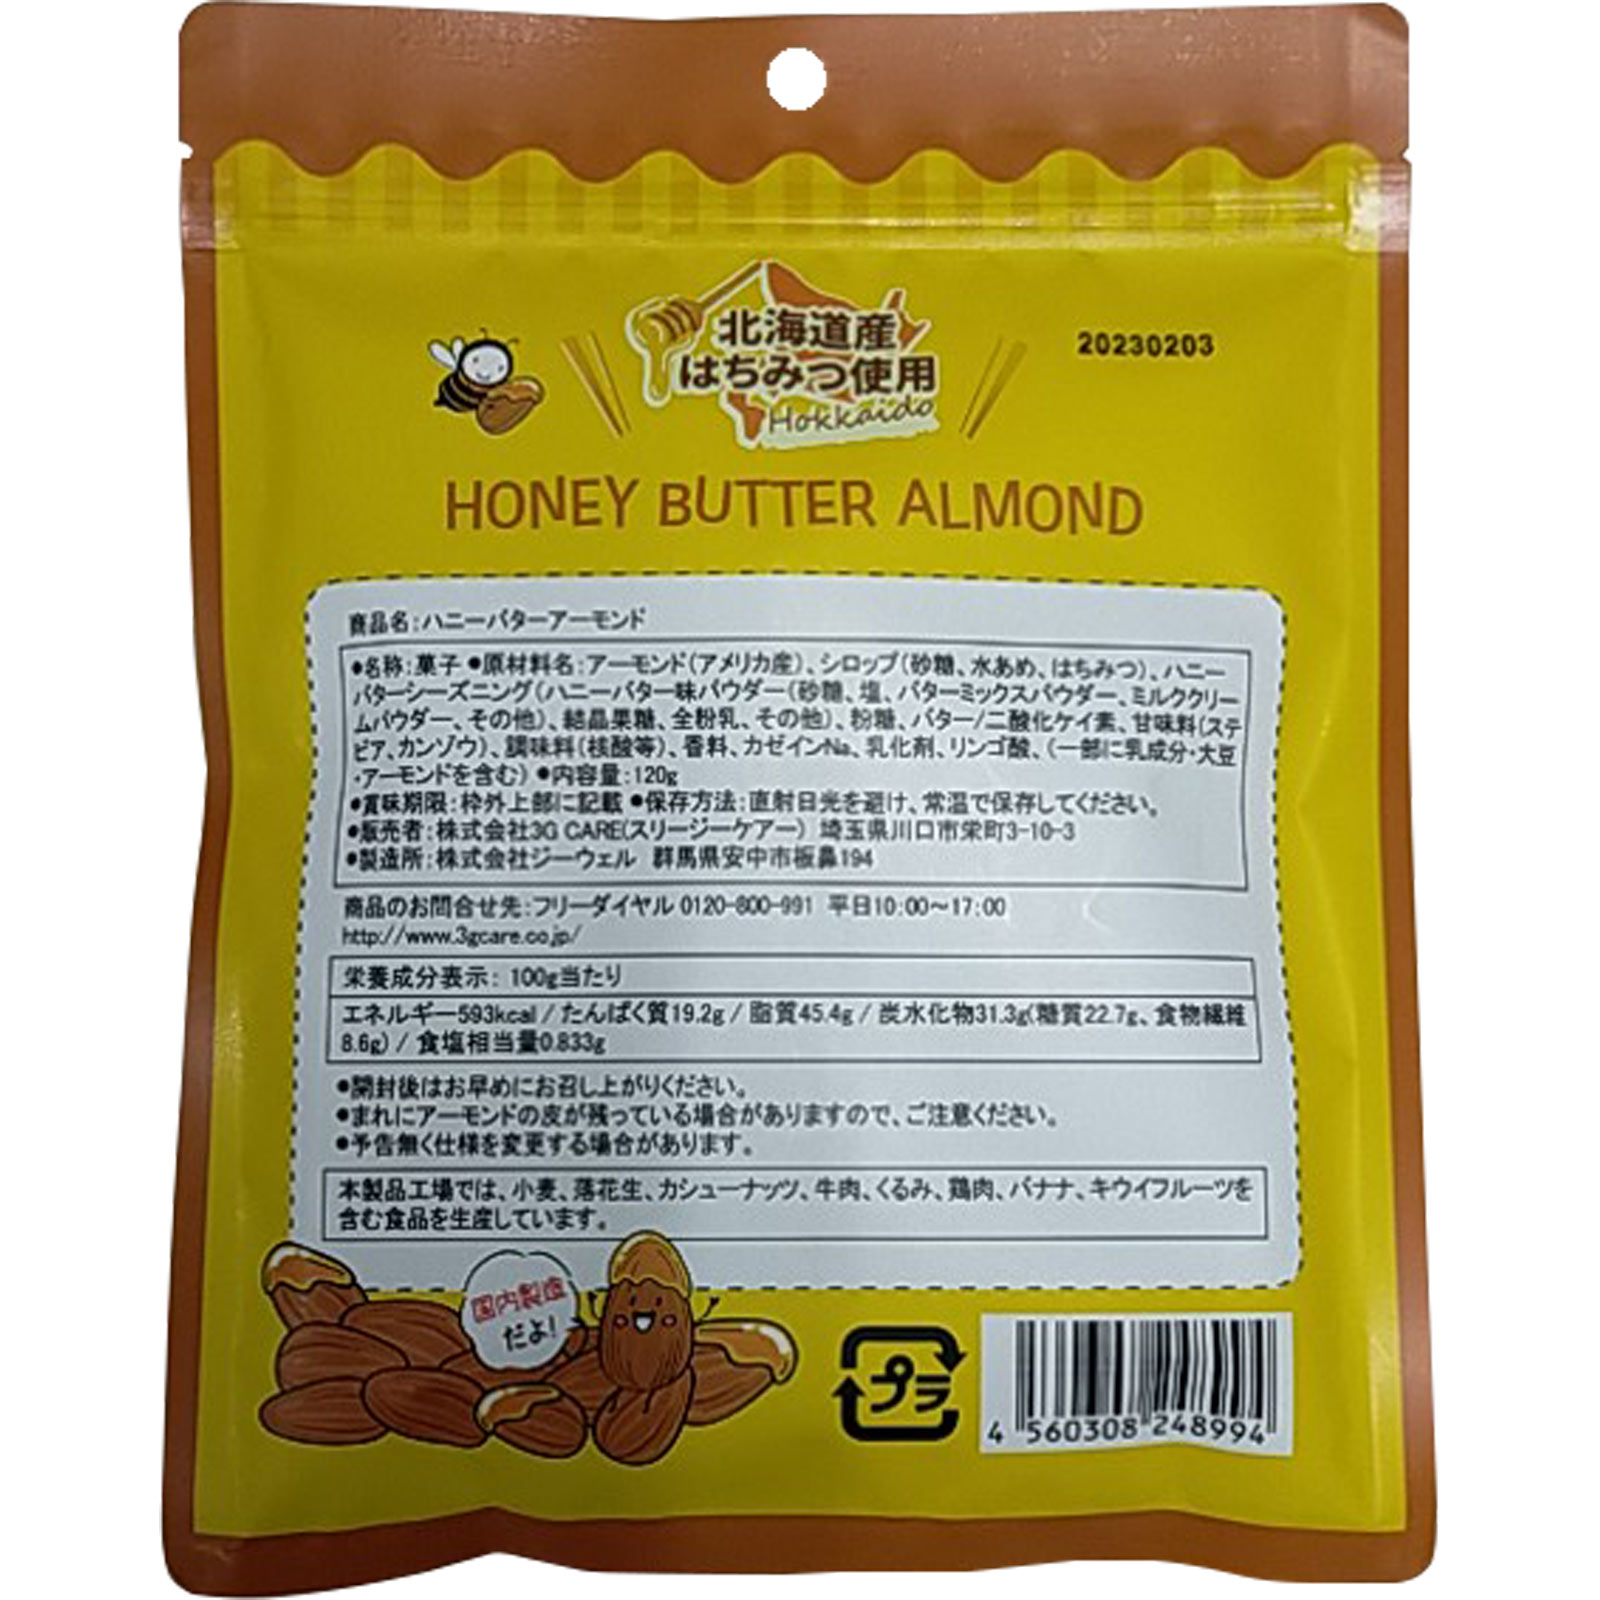 北海道産
はちみつ使用
Hokkaido
20230203
HONEY BUTTER ALMOND
商品名:ハニーバターアーモンド
●名称:菓子 ●原材料名:アーモンド(アメリカ産)、シロップ(砂糖、水あめ、はちみつ)、ハニー
バターシーズニング(ハニーバター味パウダー(砂糖、塩、バターミックスパウダー、ミルククリー
ムパウダー、その他)、結晶果糖、全粉乳、その他)、粉糖、バター/二酸化ケイ素、甘味料(ステ
ビア、カンゾウ)、調味料(核酸等)、香料、カゼインNa、乳化剤、リンゴ酸、(一部に乳成分・大豆
・アーモンドを含む) ●内容量:120g
●賞味期限:枠外上部に記載 ●保存方法:直射日光を避け、常温で保存してください。
●販売者:株式会社3G CARE(スリージーケアー) 埼玉県川口市栄町3-10-3
●製造所:株式会社ジーウェル 群馬県安中市板鼻194
商品のお問合せ先:フリーダイヤル 0120-800-991 平日10:00～17:00
http://www.3gcare.co.jp/
栄養成分表示: 100g当たり
エネルギー593kcal / たんぱく質19.2g / 脂質45.4g / 炭水化物31.3g(糖質22.7g、食物繊維
8.6g) / 食塩相当量0.833g
●開封後はお早めにお召し上がりください。
●まれにアーモンドの皮が残っている場合がありますので、ご注意ください。
●予告無く仕様を変更する場合があります。
本製品工場では、小麦、落花生、カシューナッツ、牛肉、くるみ、鶏肉、バナナ、キウイフルーツを
含む食品を生産しています。
国内製造
だよ!
プラ
4 560308 248994